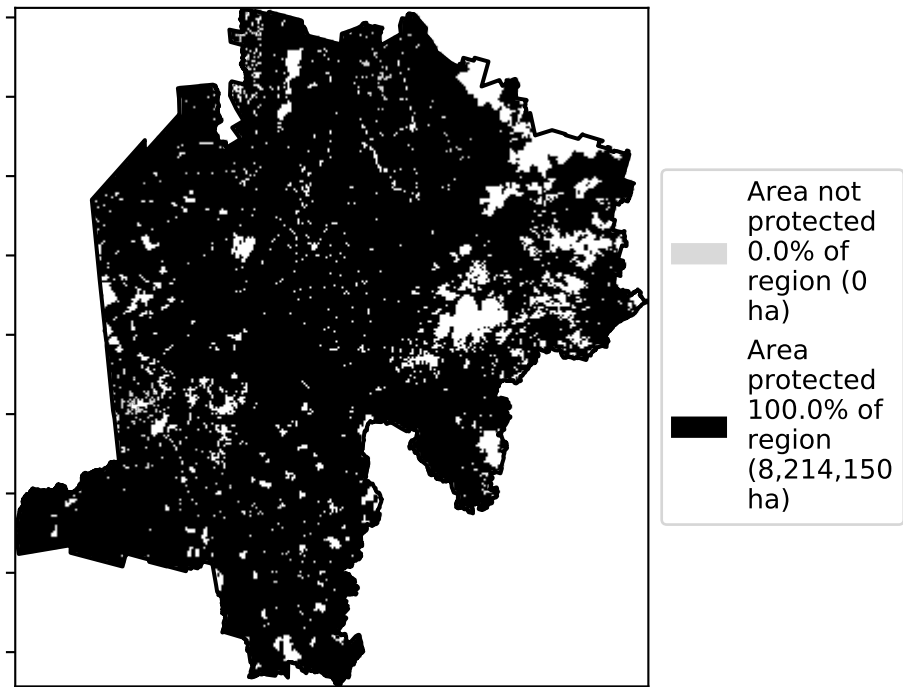 Area not
protected
0.0% of
region (0
ha)
Area
protected
100.0% of
region
(8,214,150
ha)